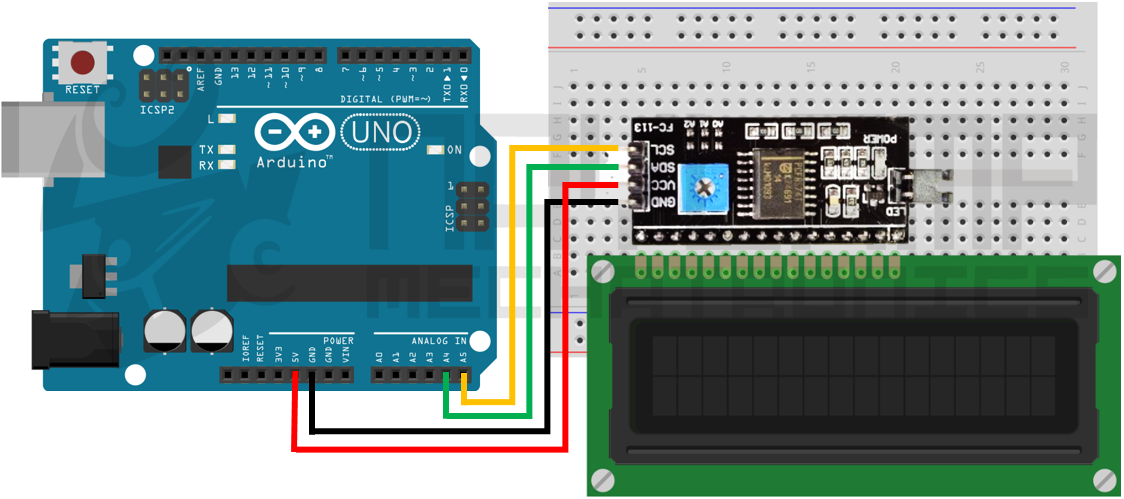 RESET
ICSP2
AREF
GND
13
12
~11
~10
~9
8
7
~6
~5
4
~3
2
TX0▶1
RX0◀0
DIGITAL (PWM=~)
L
TX
RX
UNO
Arduino™
ON
1
ICSP
IOREF
RESET
3V3
5V
GND
GND
VIN
POWER
ANALOG IN
A0
A1
A2
A3
A4
A5
1
5
10
15
20
25
30
J
I
H
G
F
E
D
C
B
A
J
I
H
G
F
E
D
C
B
A
FC-113
A2
A1
A0
POWER
SCL
SDA
VCC
GND
LED
MECHATRONICS